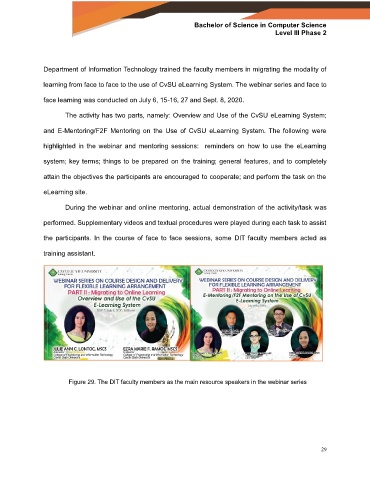 Bachelor of Science in Computer Science
Level III Phase 2
Department of Information Technology trained the faculty members in migrating the modality of
learning from face to face to the use of CvSU eLearning System. The webinar series and face to
face learning was conducted on July 6, 15-16, 27 and Sept. 8, 2020.
The activity has two parts, namely: Overview and Use of the CvSU eLearning System;
and E-Mentoring/F2F Mentoring on the Use of CvSU eLearning System. The following were
highlighted in the webinar and mentoring sessions: reminders on how to use the eLearning
system; key terms; things to be prepared on the training; general features, and to completely
attain the objectives the participants are encouraged to cooperate; and perform the task on the
eLearning site.
During the webinar and online mentoring, actual demonstration of the activity/task was
performed. Supplementary videos and textual procedures were played during each task to assist
the participants. In the course of face to face sessions, some DIT faculty members acted as
training assistant.
WEBINAR SERIES ON COURSE DESIGN AND DELIVERY
FOR FLEXIBLE LEARNING ARRANGEMENT
PART II : Migrating to Online Learning
Overview and Use of the CvSU
E-Learning System
JULIE ANN C. LONTOC, MSCS
EZRA MARIE F. RAMOS, MSCS
WEBINAR SERIES ON COURSE DESIGN AND DELIVERY
FOR FLEXIBLE LEARNING ARRANGEMENT
PART II : Migrating to Online Learning
E-Mentoring/F2F Mentoring on the Use of CvSU
E-Learning System
Figure 29. The DIT faculty members as the main resource speakers in the webinar series
29